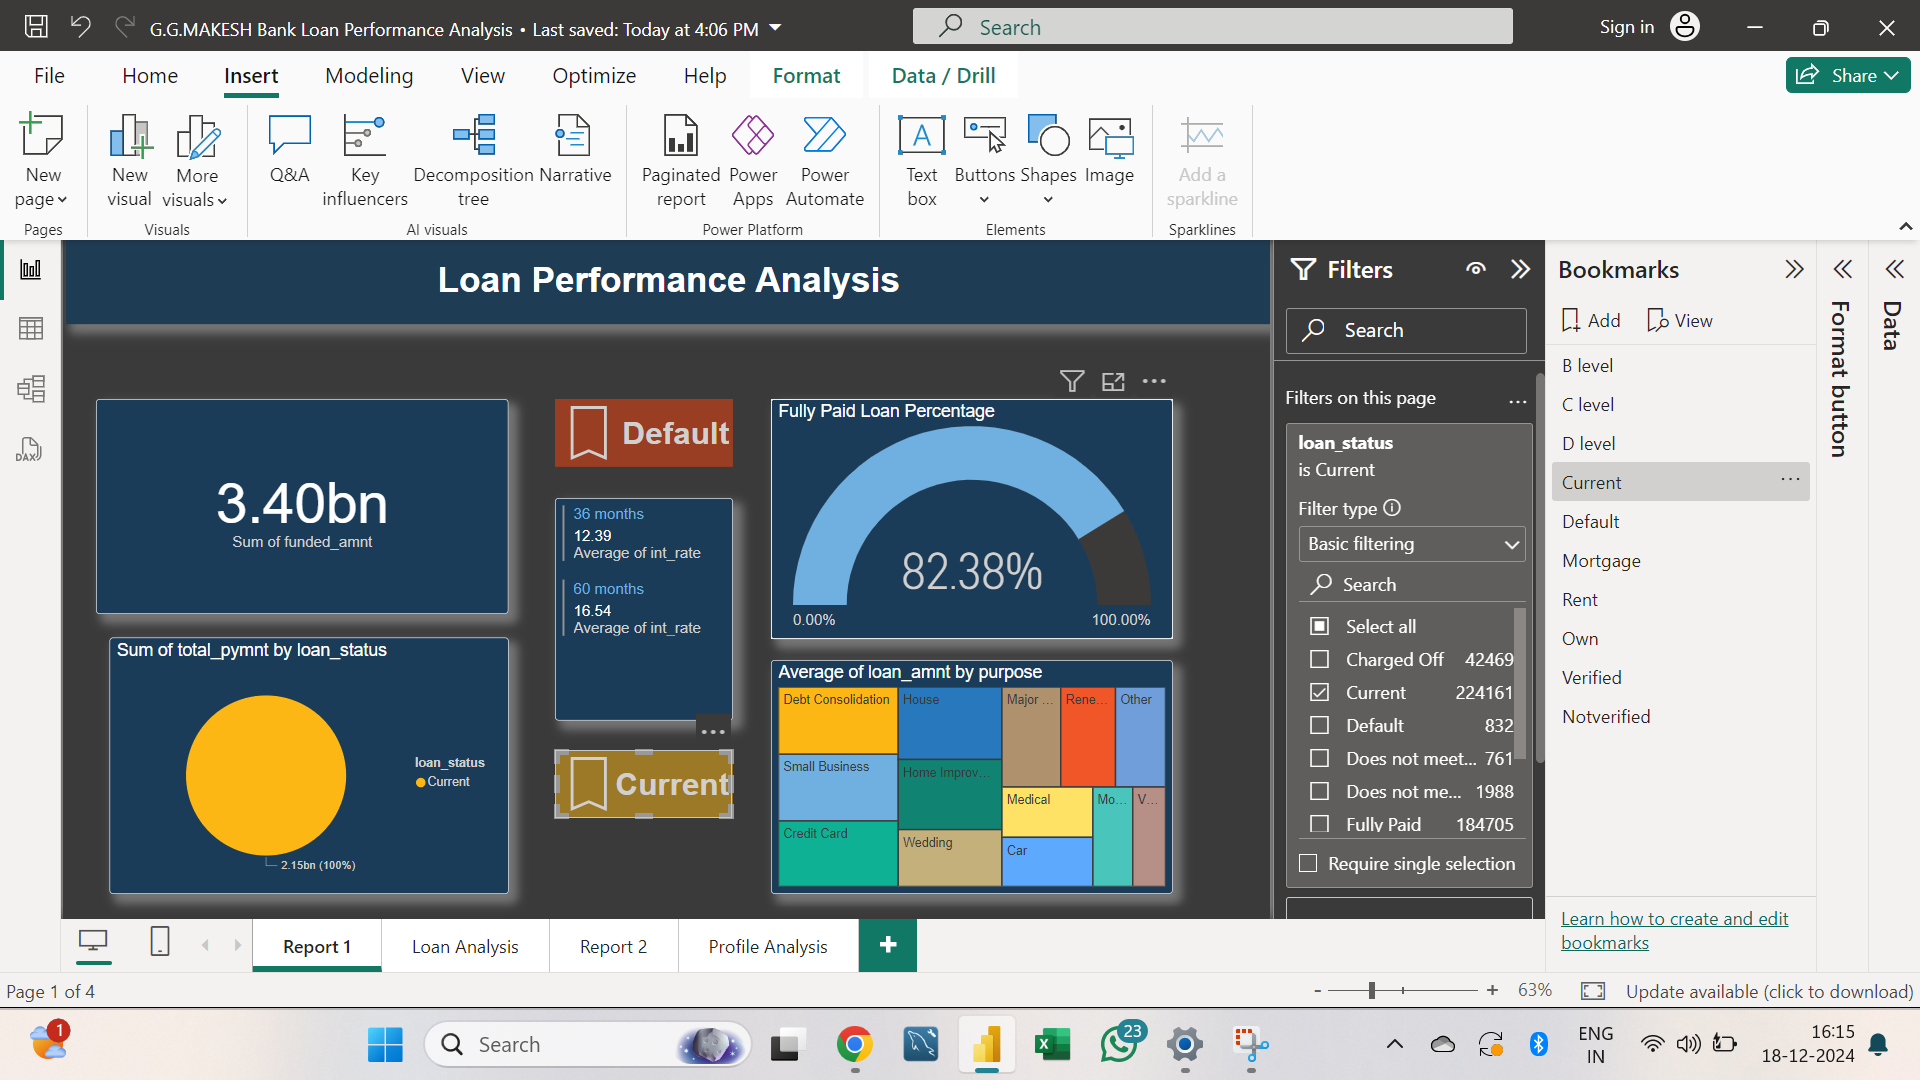 G.G.MAKESH Bank Loan Performance Analysis • Last saved: Today at 4:06 PM
Search
Sign in
File
Home
Insert
Modeling
View
Optimize
Help
Format
Data / Drill
Share
New page
New visual
More visuals
Q&A
Key influencers
Decomposition tree
Narrative
Paginated report
Power Apps
Power Automate
Text box
Buttons
Shapes
Image
Add a sparkline
Pages
Visuals
AI visuals
Power Platform
Elements
Sparklines
DAX
Loan Performance Analysis
3.40bn
Sum of funded_amnt
Default
36 months
12.39
Average of int_rate
60 months
16.54
Average of int_rate
Current
Fully Paid Loan Percentage
82.38%
0.00%
100.00%
Sum of total_pymnt by loan_status
loan_status
Current
2.15bn (100%)
Average of loan_amnt by purpose
Debt Consolidation
House
Major ...
Rene...
Other
Small Business
Home Improv...
Medical
Mo...
V...
Credit Card
Wedding
Car
Filters
Search
Filters on this page
loan_status
is Current
Filter type
Basic filtering
Search
Select all
Charged Off 42469
Current 224161
Default 832
Does not meet... 761
Does not me... 1988
Fully Paid 184705
Require single selection
Bookmarks
Add
View
B level
C level
D level
Current
Default
Mortgage
Rent
Own
Verified
Notverified
Learn how to create and edit
bookmarks
Format button
Data
Report 1
Loan Analysis
Report 2
Profile Analysis
Page 1 of 4
63%
Update available (click to download)
1
Search
23
ENG
IN
16:15
18-12-2024